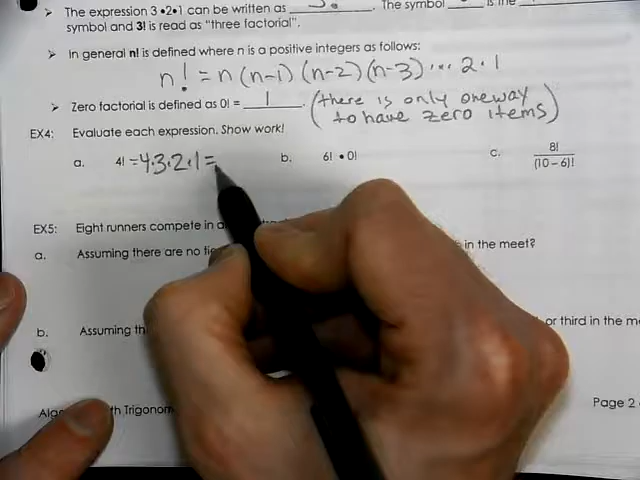 The expression 3•2•1 can be written as ____. The symbol ____ is the ____
symbol and 3! is read as "three factorial".
In general n! is defined where n is a positive integers as follows:
n! = n(n-1)(n-2)(n-3)···2·1
Zero factorial is defined as 0! = 1. (there is only one way
to have zero items)
EX4: Evaluate each expression. Show work!
a. 4! =4·3·2·1= b. 6! • 0! c. 8!
(10 – 6)!
EX5: Eight runners compete in a in the meet?
a. Assuming there are no
b. Assuming or third in the
Page 2